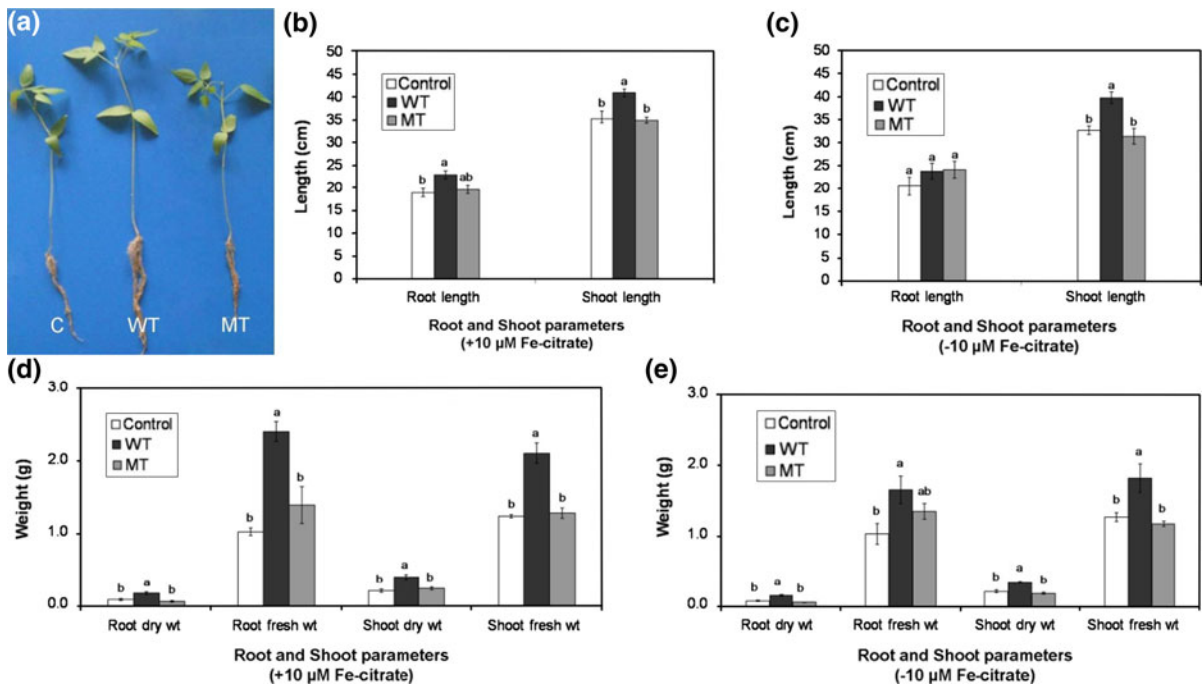 (a)
C WT MT
(b)
50
45
40
35
30
25
20
15
10
5
0
Length (cm)
Control
WT
MT
b a ab
b a b
Root length Shoot length
Root and Shoot parameters
(+10 µM Fe-citrate)
(c)
50
45
40
35
30
25
20
15
10
5
0
Length (cm)
Control
WT
MT
a a a
b a b
Root length Shoot length
Root and Shoot parameters
(-10 µM Fe-citrate)
(d)
3.0
2.0
1.0
0.0
Weight (g)
Control
WT
MT
b a b
b a b
b a b
b a b
Root dry wt Root fresh wt Shoot dry wt Shoot fresh wt
Root and Shoot parameters
(+10 µM Fe-citrate)
(e)
3.0
2.0
1.0
0.0
Weight (g)
Control
WT
MT
b a b
b a ab
b a b
b a b
Root dry wt Root fresh wt Shoot dry wt Shoot fresh wt
Root and Shoot parameters
(-10 µM Fe-citrate)